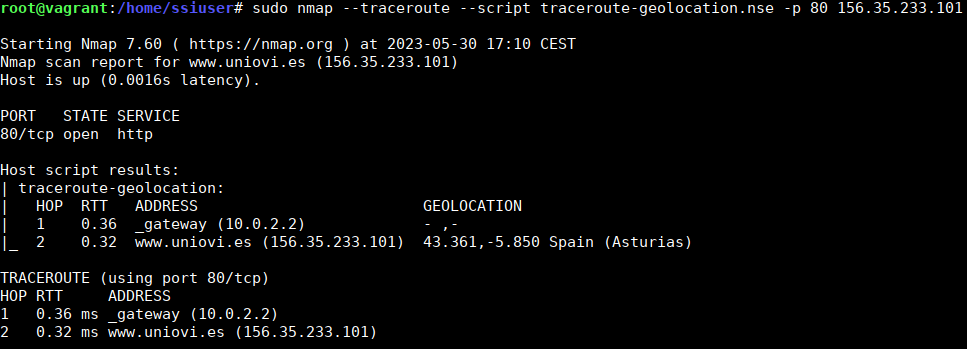 root@vagrant:/home/ssiuser# sudo nmap --traceroute --script traceroute-geolocation.nse -p 80 156.35.233.101
Starting Nmap 7.60 ( https://nmap.org ) at 2023-05-30 17:10 CEST
Nmap scan report for www.uniovi.es (156.35.233.101)
Host is up (0.0016s latency).
PORT   STATE SERVICE
80/tcp open  http
Host script results:
| traceroute-geolocation:
|   HOP  RTT   ADDRESS                         GEOLOCATION
|   1    0.36  _gateway (10.0.2.2)             - ,-
|_  2    0.32  www.uniovi.es (156.35.233.101)  43.361,-5.850 Spain (Asturias)
TRACEROUTE (using port 80/tcp)
HOP RTT     ADDRESS
1   0.36 ms _gateway (10.0.2.2)
2   0.32 ms www.uniovi.es (156.35.233.101)